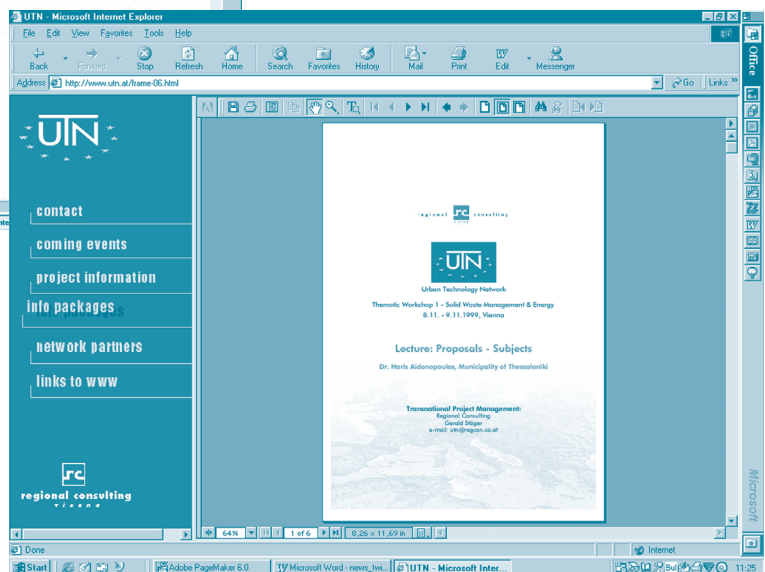 UTN - Microsoft Internet Explorer
File Edit View Favorites Tools Help
Back Forward Stop Refresh Home Search Favorites History Mail Print Edit Messenger
Address http://www.utn.at/frame-06.html Go Links »
Office
UTN
contact
coming events
project information
info packages
network partners
links to www
rc
regional consulting
vienna
regional rc consulting
vienna
UTN
Urban Technology Network
Thematic Workshop 1 - Solid Waste Management & Energy
8.11. - 9.11.1999, Vienna
Lecture: Proposals - Subjects
Dr. Haris Aidonopoulos, Municipality of Thessaloniki
Transnational Project Management:
Regional Consulting
Gerald Stöger
e-mail: utn@regcon.co.at
Microsoft
64% 1 of 6 8,26 x 11,69 in
Done Internet
Start Adobe PageMaker 6.0 Microsoft Word - news_twi... UTN - Microsoft Inter... 11:25